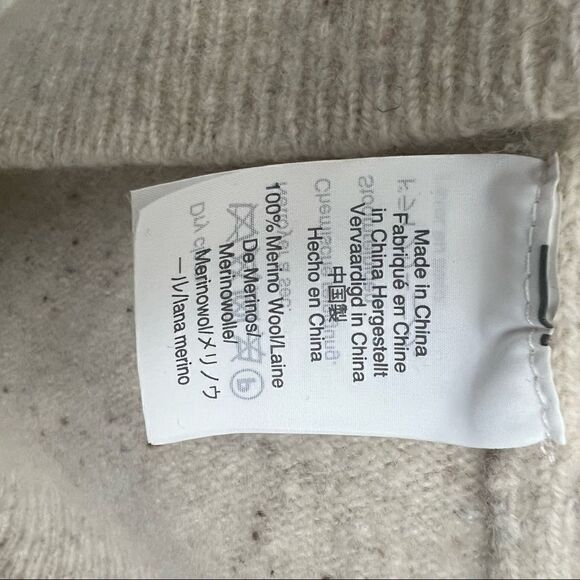 Made in China
Fabriqué en Chine
in China Hergestellt
Vervaardigd in China
中国製
Hecho en China
100% Merino Wool/Laine
De Merinos/
Merinowolle/
Merinowol/メリノウ
ール/lana merino